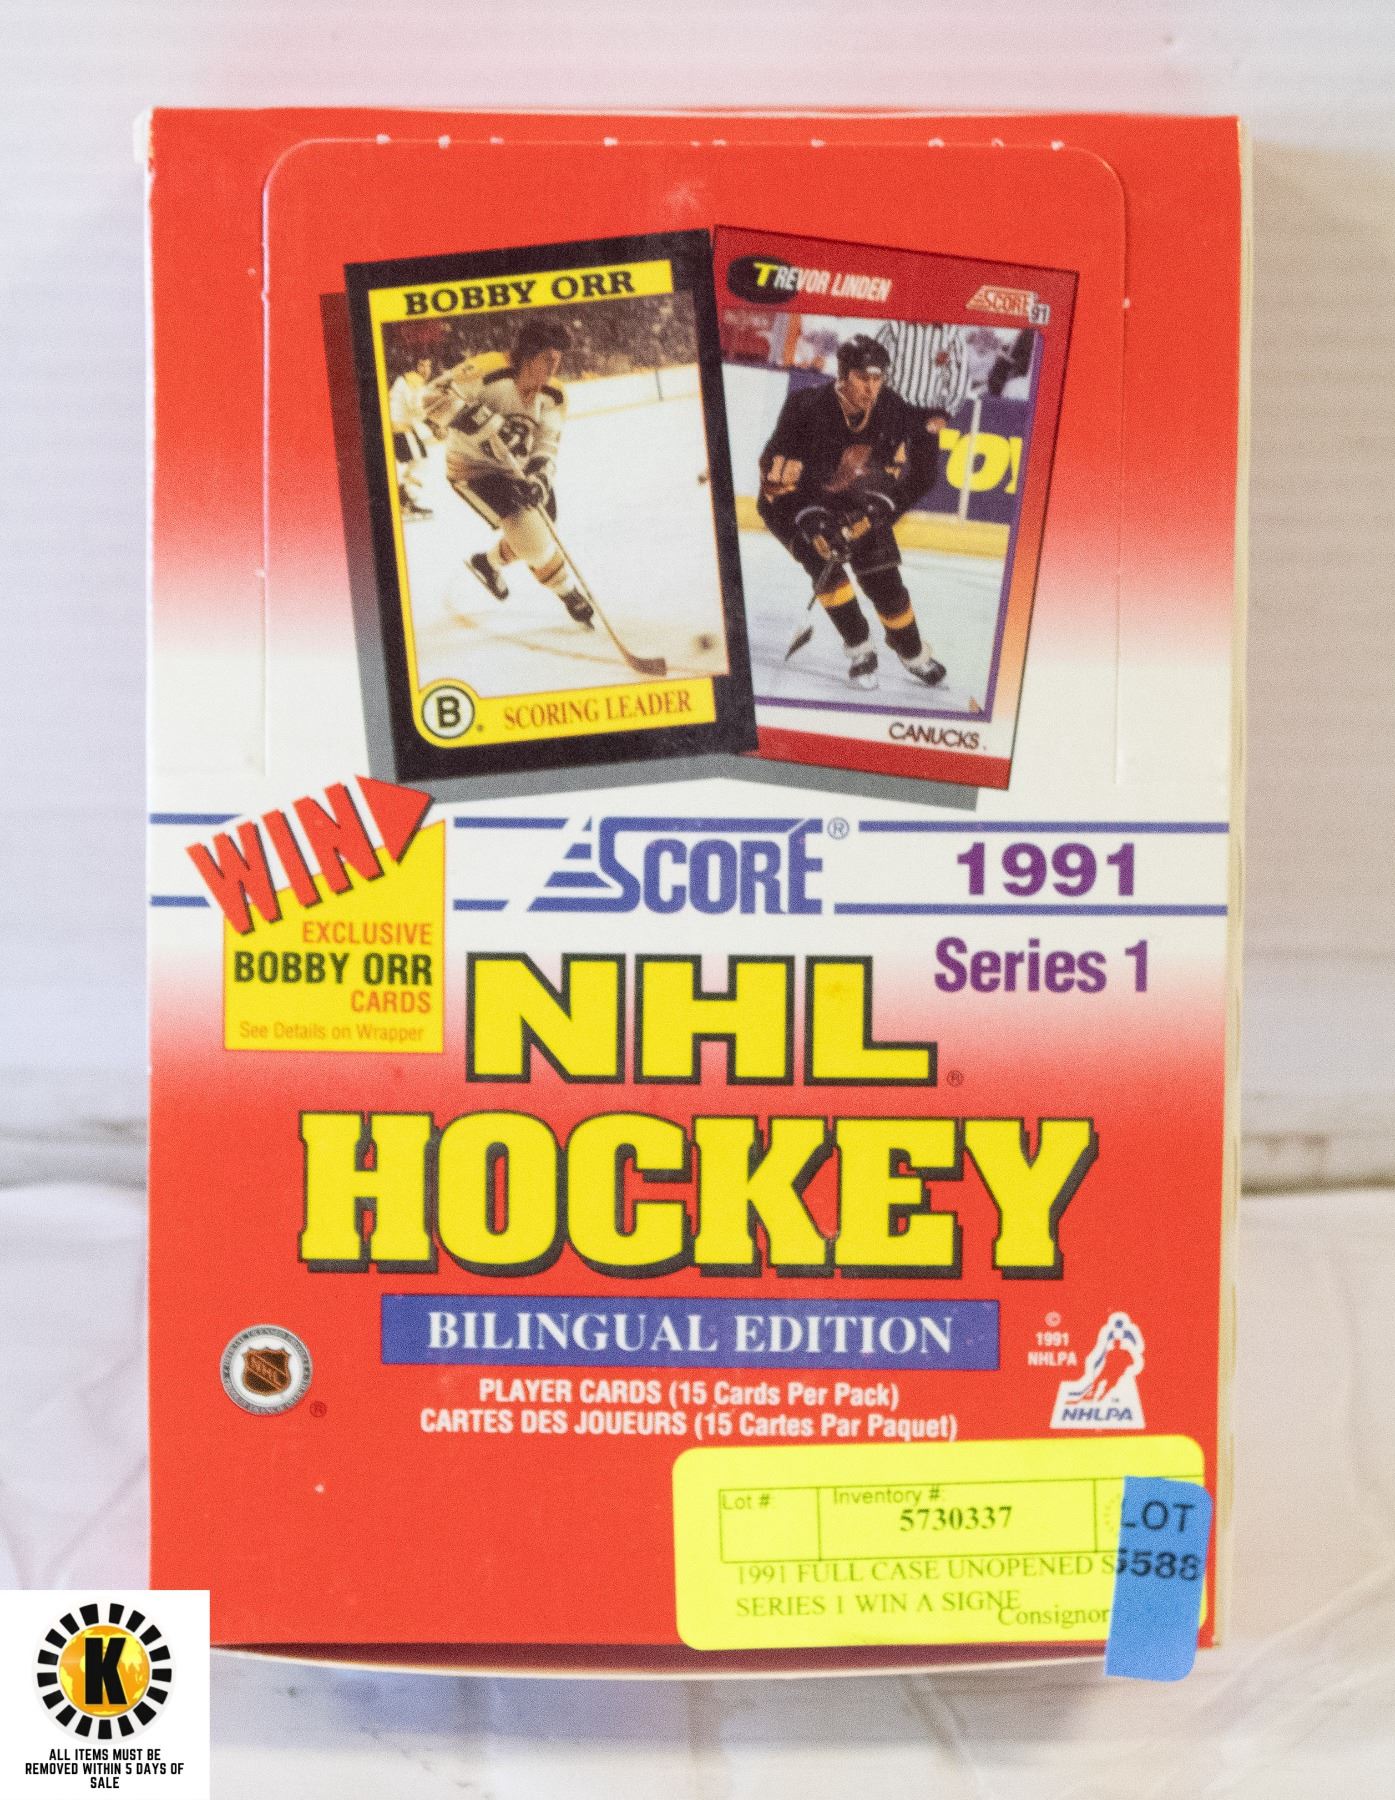 BOBBY ORR
TREVOR LINDEN
SCORE 91
16
A
B
SCORING LEADER
CANUCKS.
WIN
EXCLUSIVE
BOBBY ORR
CARDS
See Details on Wrapper
SCORE®
1991
Series 1
NHL®
HOCKEY
BILINGUAL EDITION
PLAYER CARDS (15 Cards Per Pack)
CARTES DES JOUEURS (15 Cartes Par Paquet)
NHL
®
©
1991
NHLPA
NHLPA
Lot #:
Inventory #:
5730337
1991 FULL CASE UNOPENED
SERIES 1 WIN A SIGNE
Consignor
LOT
5588
K
ALL ITEMS MUST BE
REMOVED WITHIN 5 DAYS OF
SALE